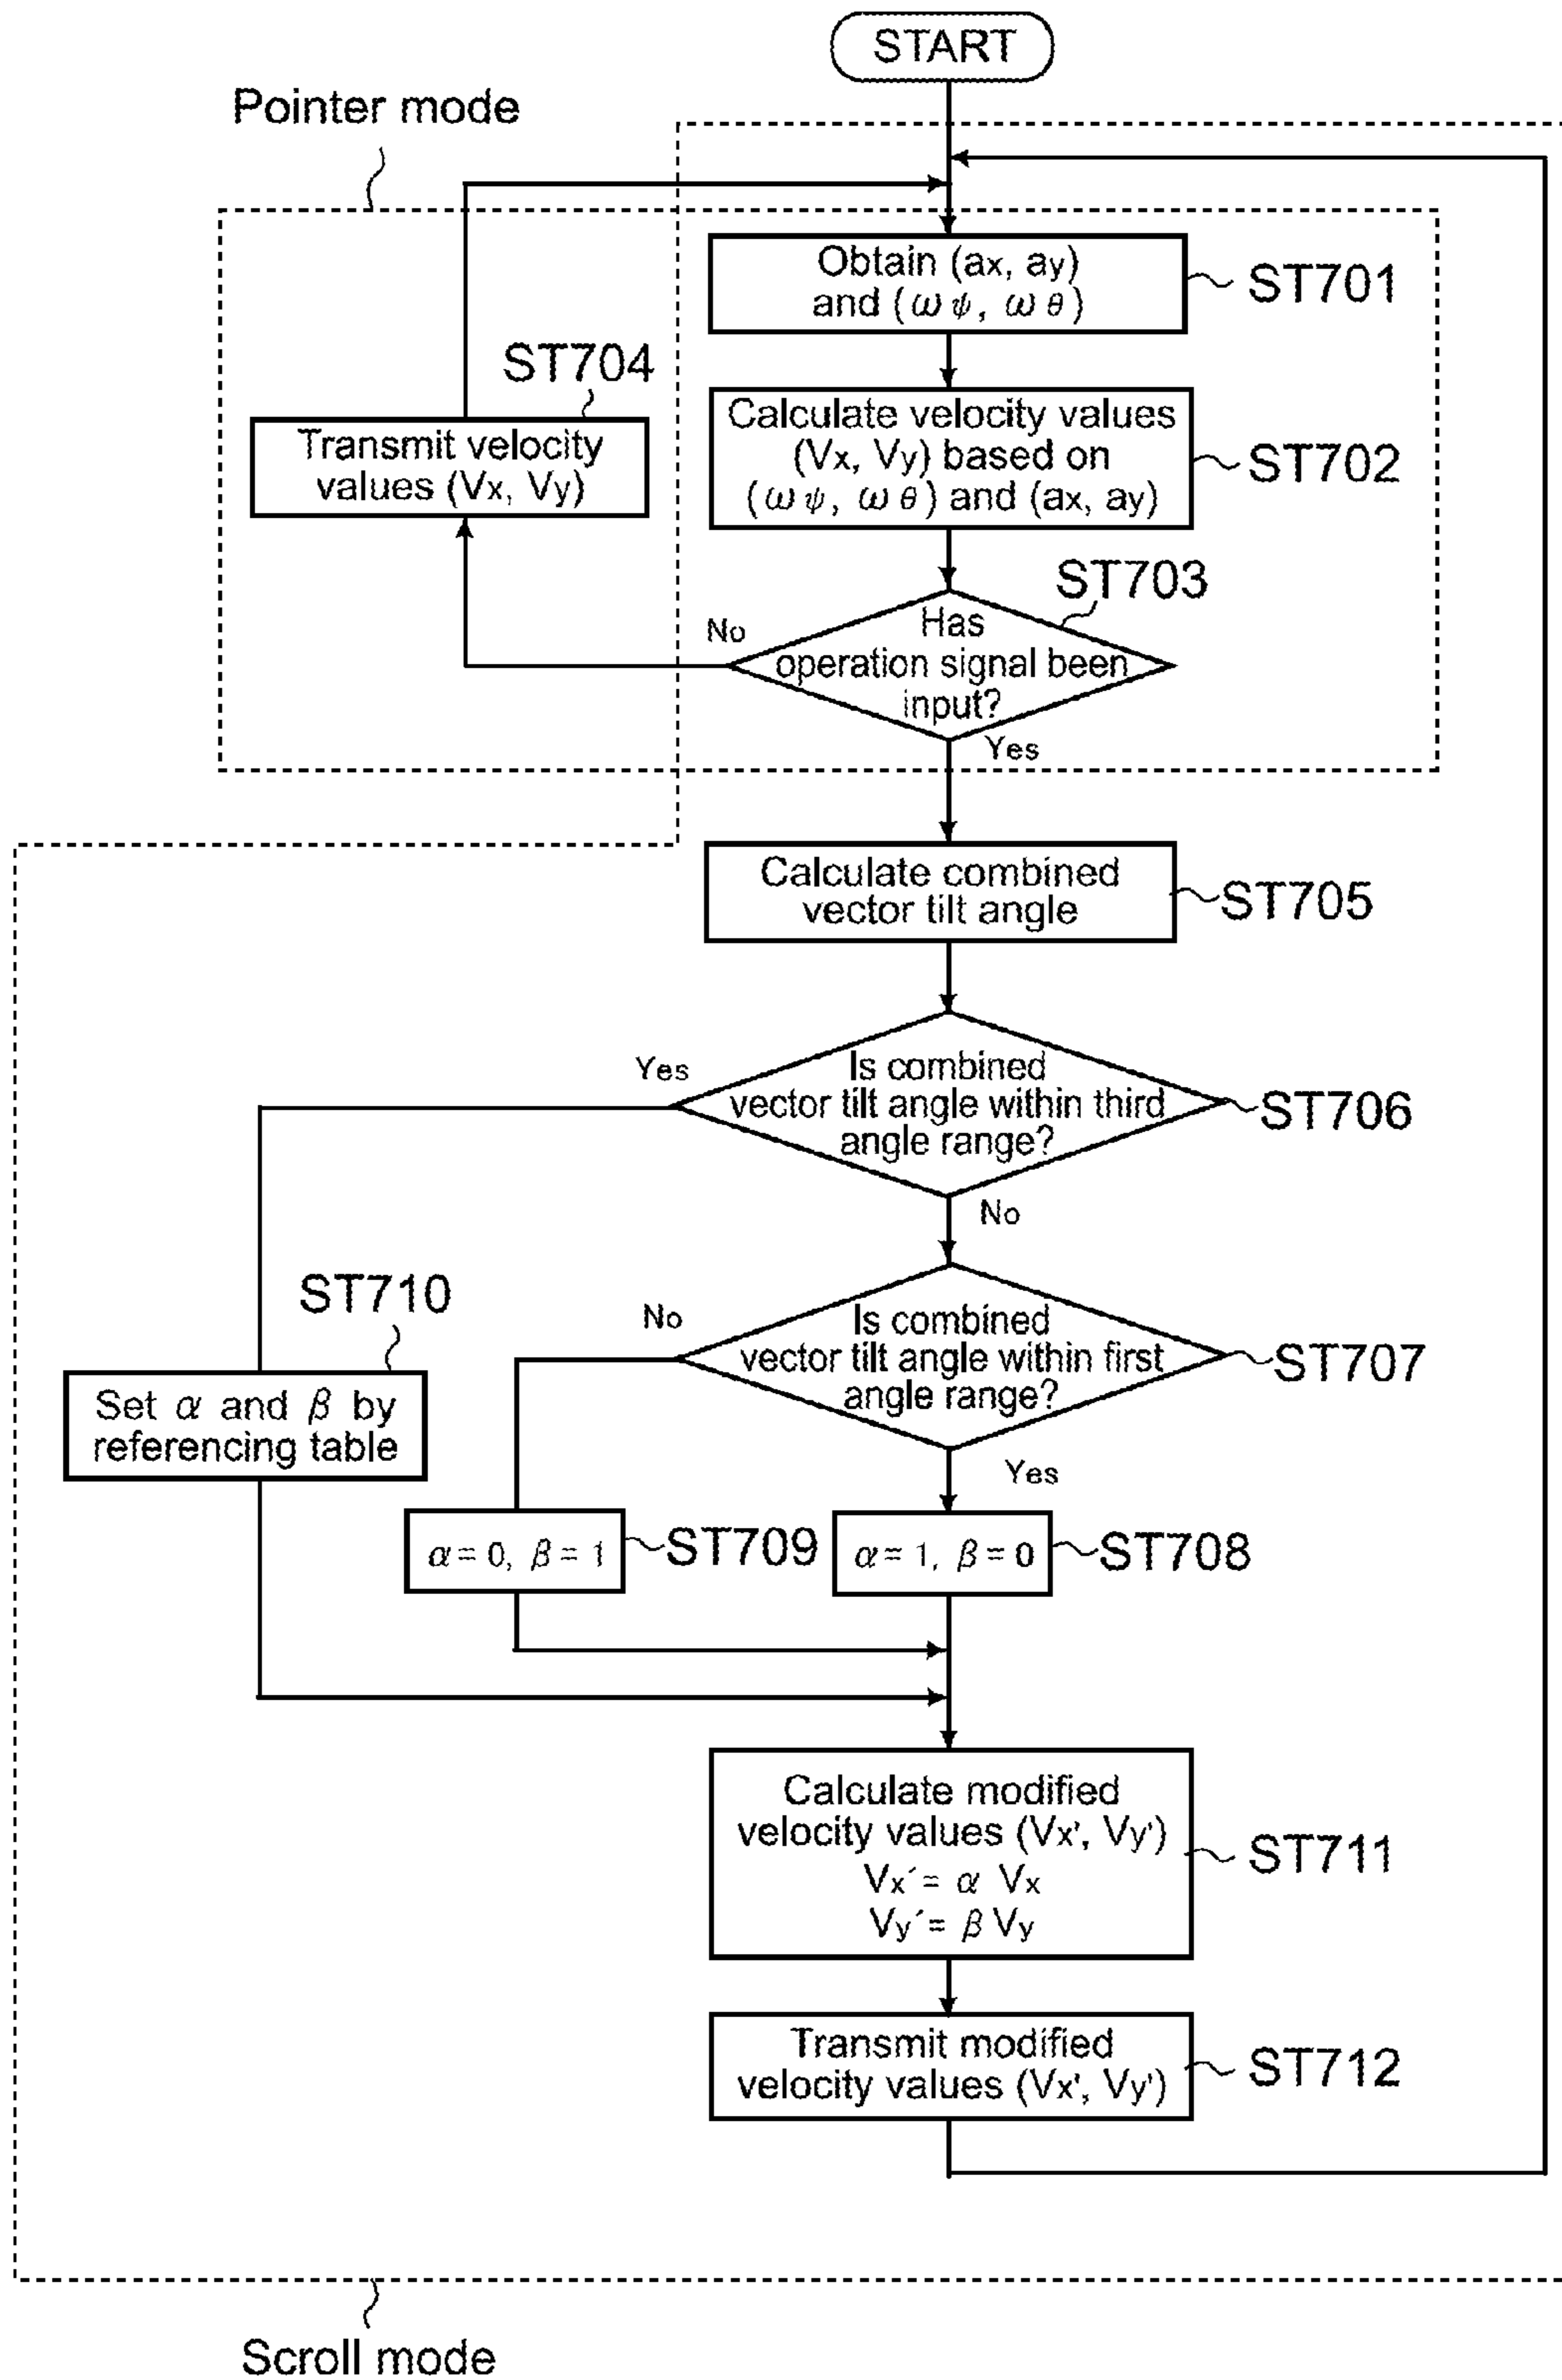 START
Pointer mode
Obtain (ax, ay)
and (ωψ, ωθ)
ST701
ST704
Transmit velocity
values (Vx, Vy)
Calculate velocity values
(Vx, Vy) based on
(ωψ, ωθ) and (ax, ay)
ST702
ST703
No
Has
operation signal been
input?
Yes
Calculate combined
vector tilt angle
ST705
Yes
Is combined
vector tilt angle within third
angle range?
ST706
No
ST710
Set α and β by
referencing table
No
Is combined
vector tilt angle within first
angle range?
ST707
Yes
α = 0, β = 1
ST709
α = 1, β = 0
ST708
Calculate modified
velocity values (Vx', Vy')
Vx´= α Vx
Vy´= β Vy
ST711
Transmit modified
velocity values (Vx', Vy')
ST712
Scroll mode